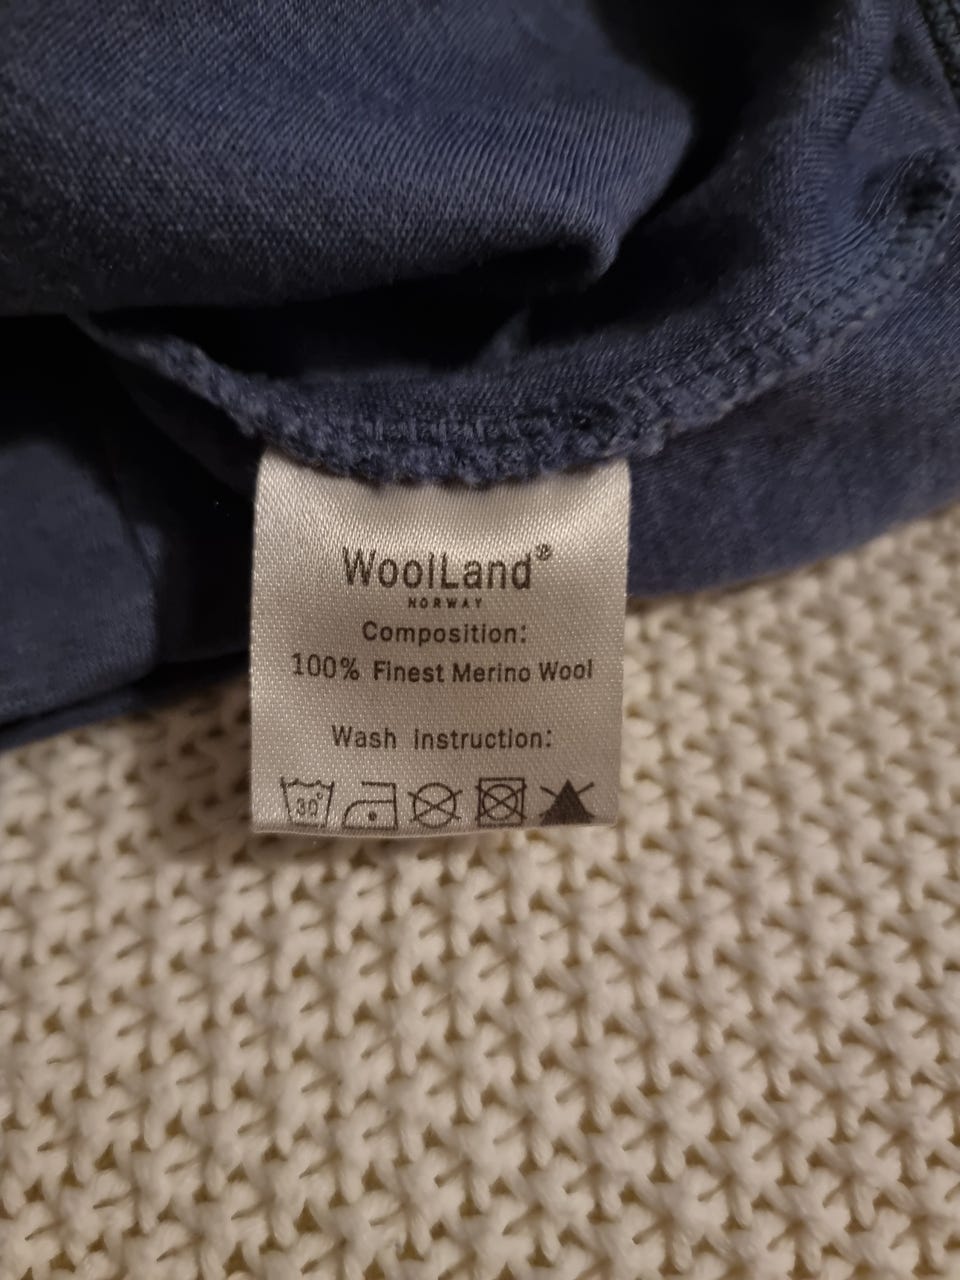 WoolLand®
NORWAY
Composition:
100% Finest Merino Wool
Wash instruction:
30°